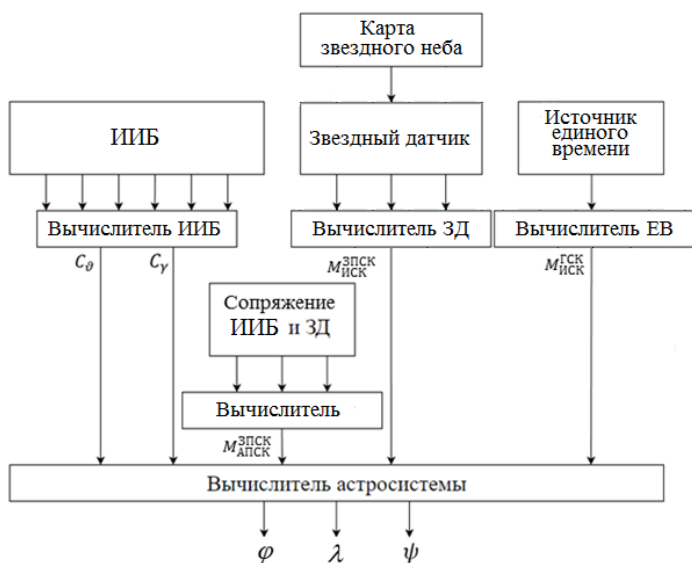 Карта
звездного неба
ИИБ
Звездный датчик
Источник
единого
времени
Вычислитель ИИБ
Вычислитель ЗД
Вычислитель ЕВ
C_ϑ
C_γ
M_ИСК^ЗПСК
M_ИСК^ГСК
Сопряжение
ИИБ и ЗД
Вычислитель
M_АПСК^ЗПСК
Вычислитель астросистемы
φ
λ
ψ